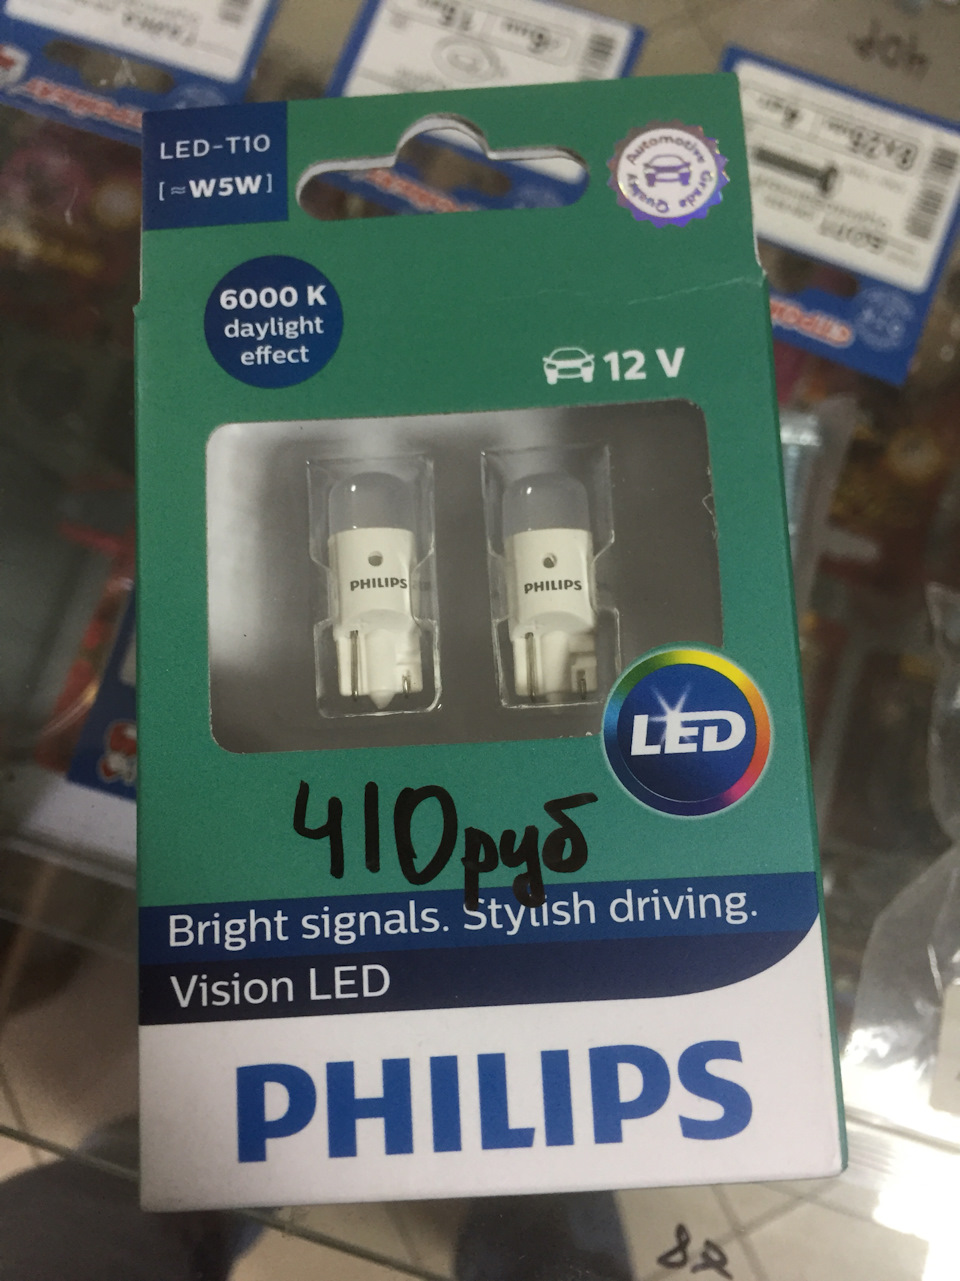 LED-T10
[≈W5W]
Automotive Grade Quality
6000 K
daylight
effect
12 V
PHILIPS
PHILIPS
LED
410руб
Bright signals. Stylish driving.
Vision LED
PHILIPS